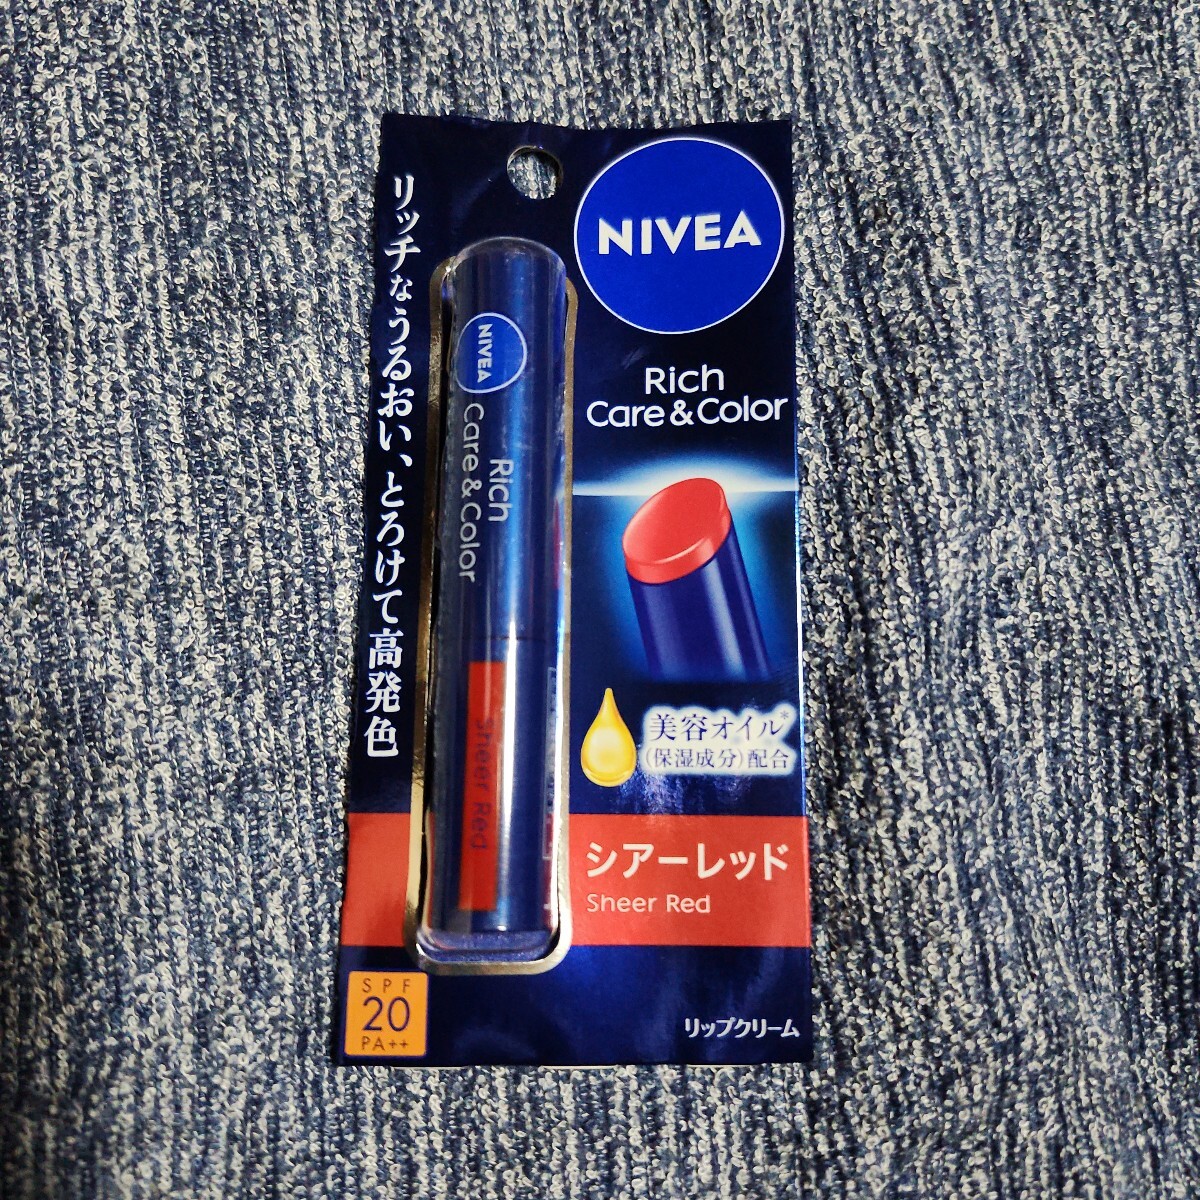 リッチなうるおい、とろけて高発色
NIVEA
Rich
Care & Color
NIVEA
Rich
Care & Color
Sheer Red
美容オイル*
(保湿成分)配合
シアーレッド
Sheer Red
SPF
20
PA++
リップクリーム